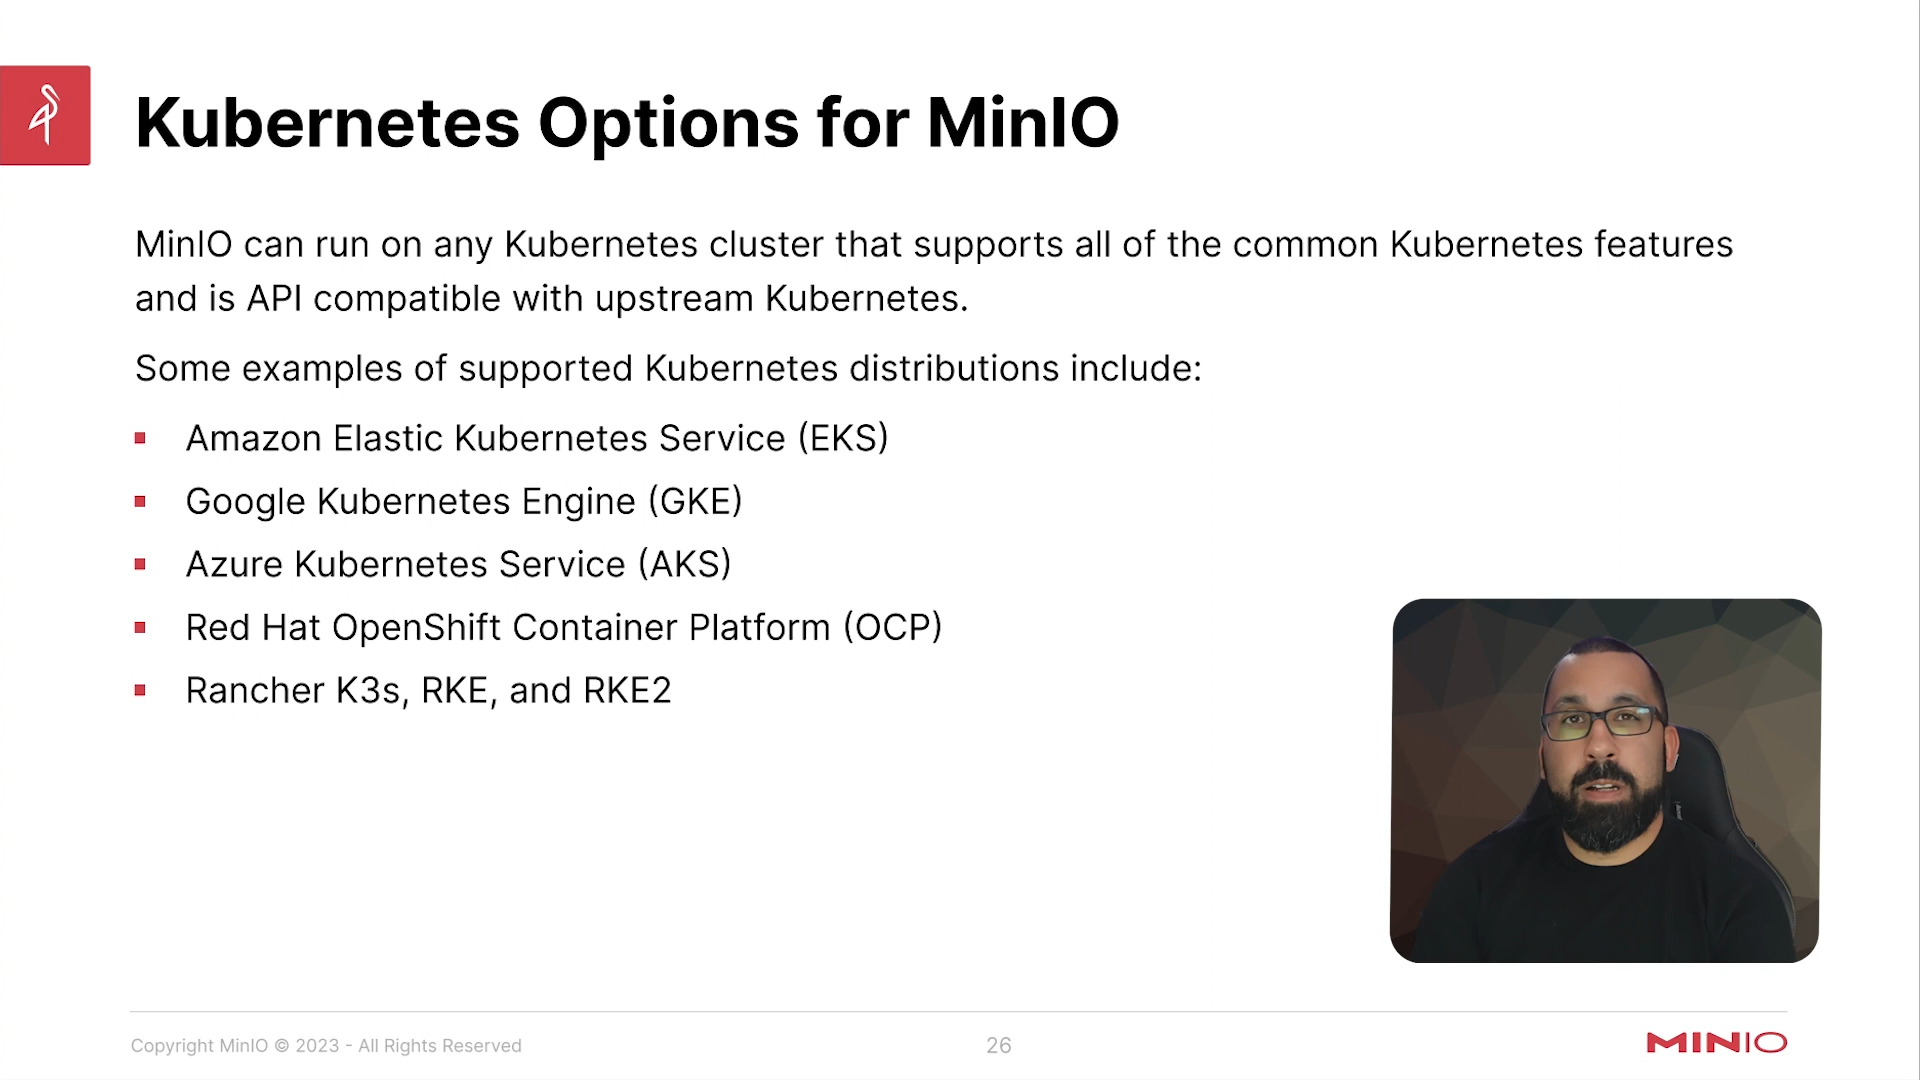 Kubernetes Options for MinIO
MinIO can run on any Kubernetes cluster that supports all of the common Kubernetes features
and is API compatible with upstream Kubernetes.
Some examples of supported Kubernetes distributions include:
▪ Amazon Elastic Kubernetes Service (EKS)
▪ Google Kubernetes Engine (GKE)
▪ Azure Kubernetes Service (AKS)
▪ Red Hat OpenShift Container Platform (OCP)
▪ Rancher K3s, RKE, and RKE2
Copyright MinIO © 2023 - All Rights Reserved
26
MINIO